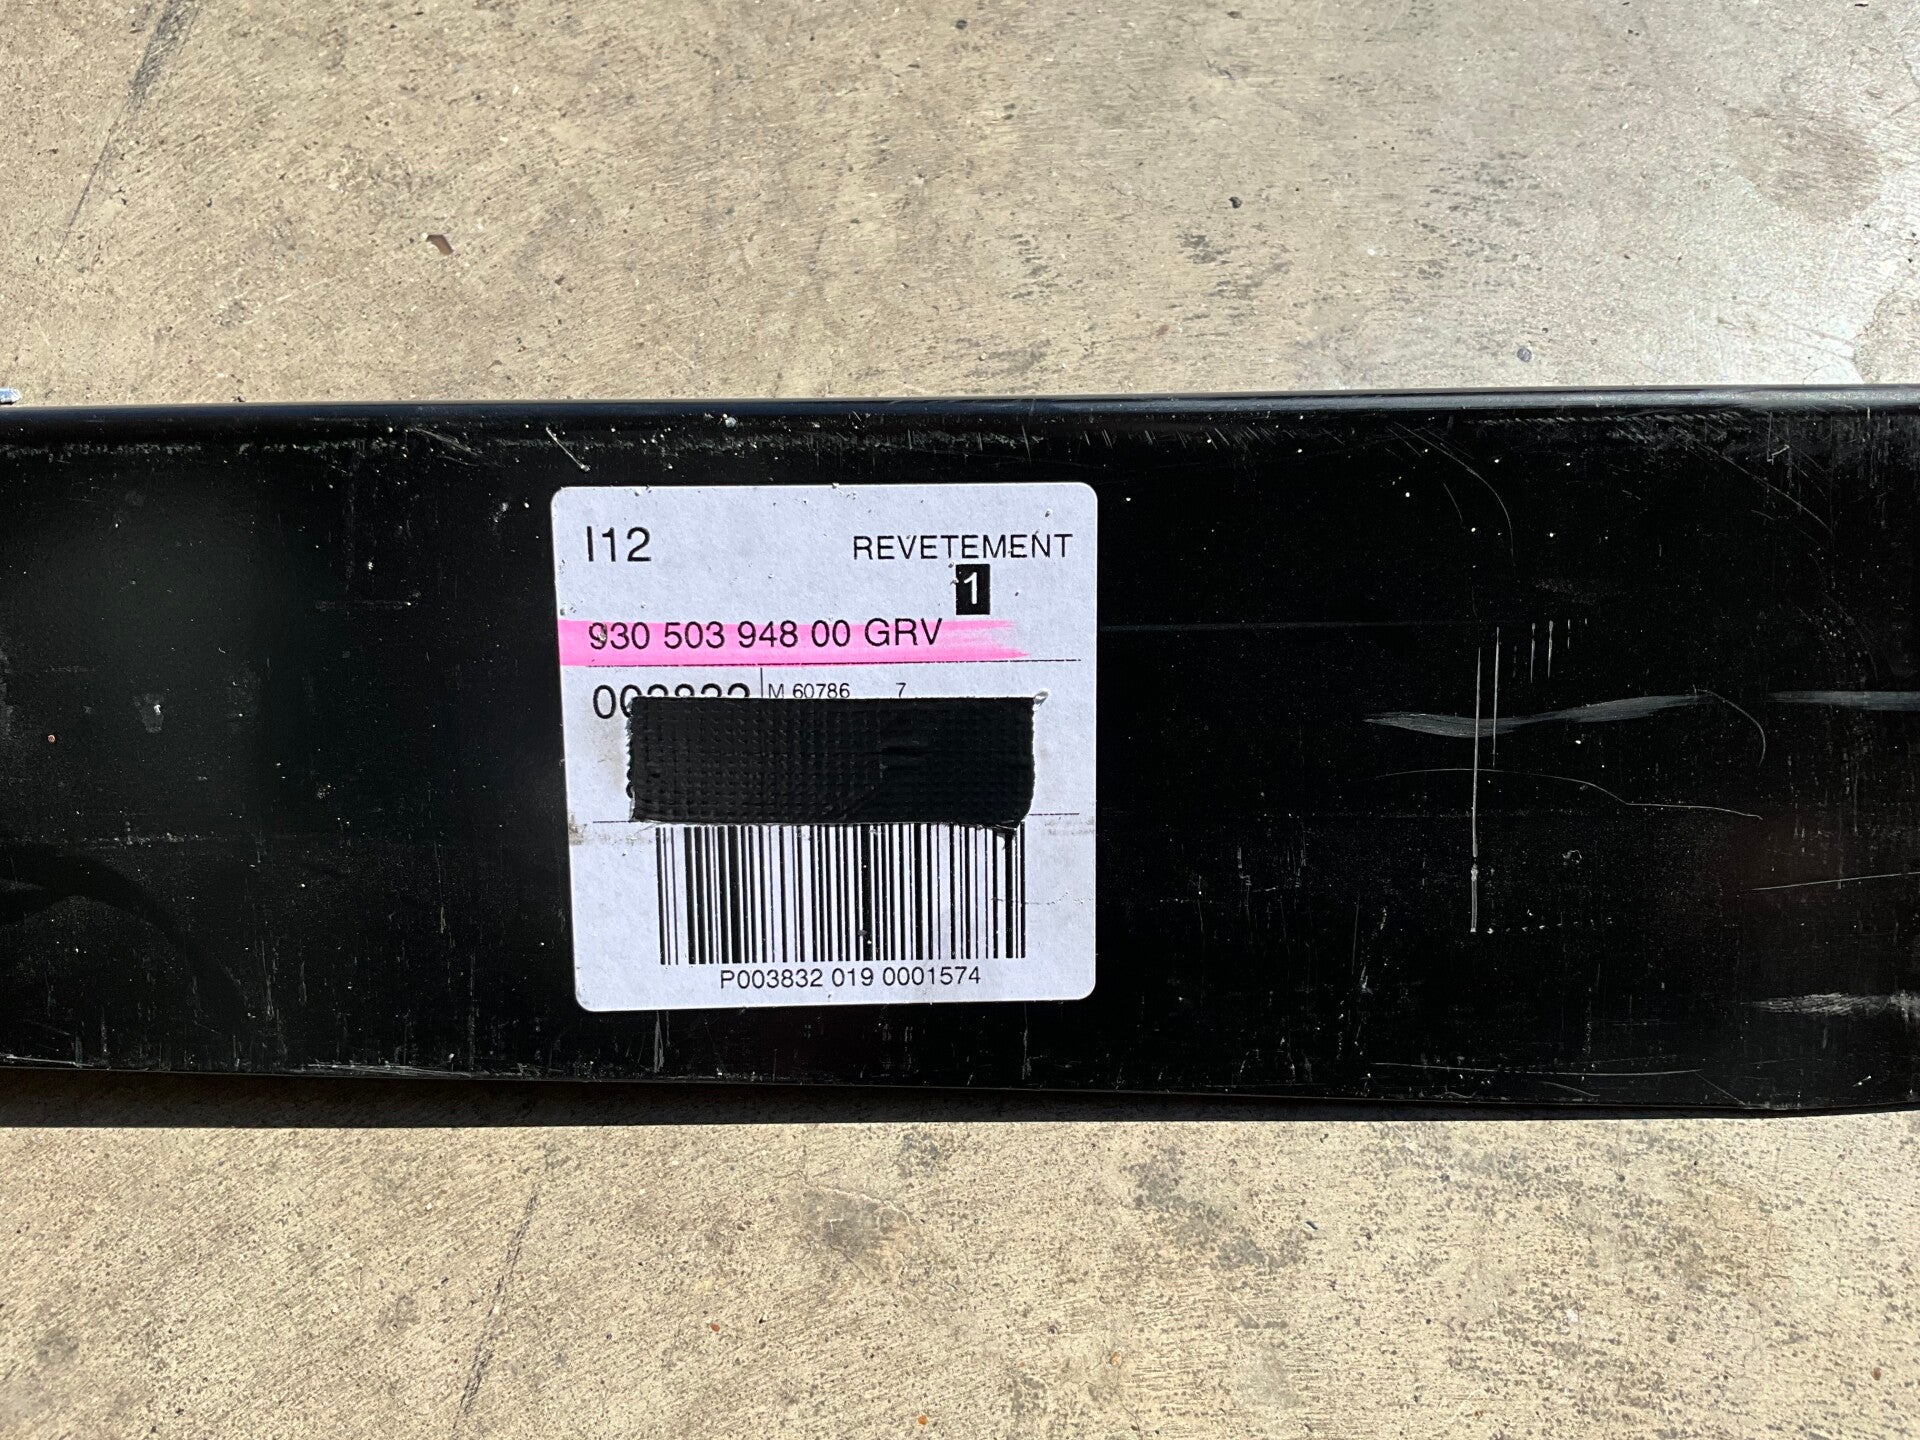 I12 REVETEMENT
1
930 503 948 00 GRV
M 60786 7
P003832 019 0001574